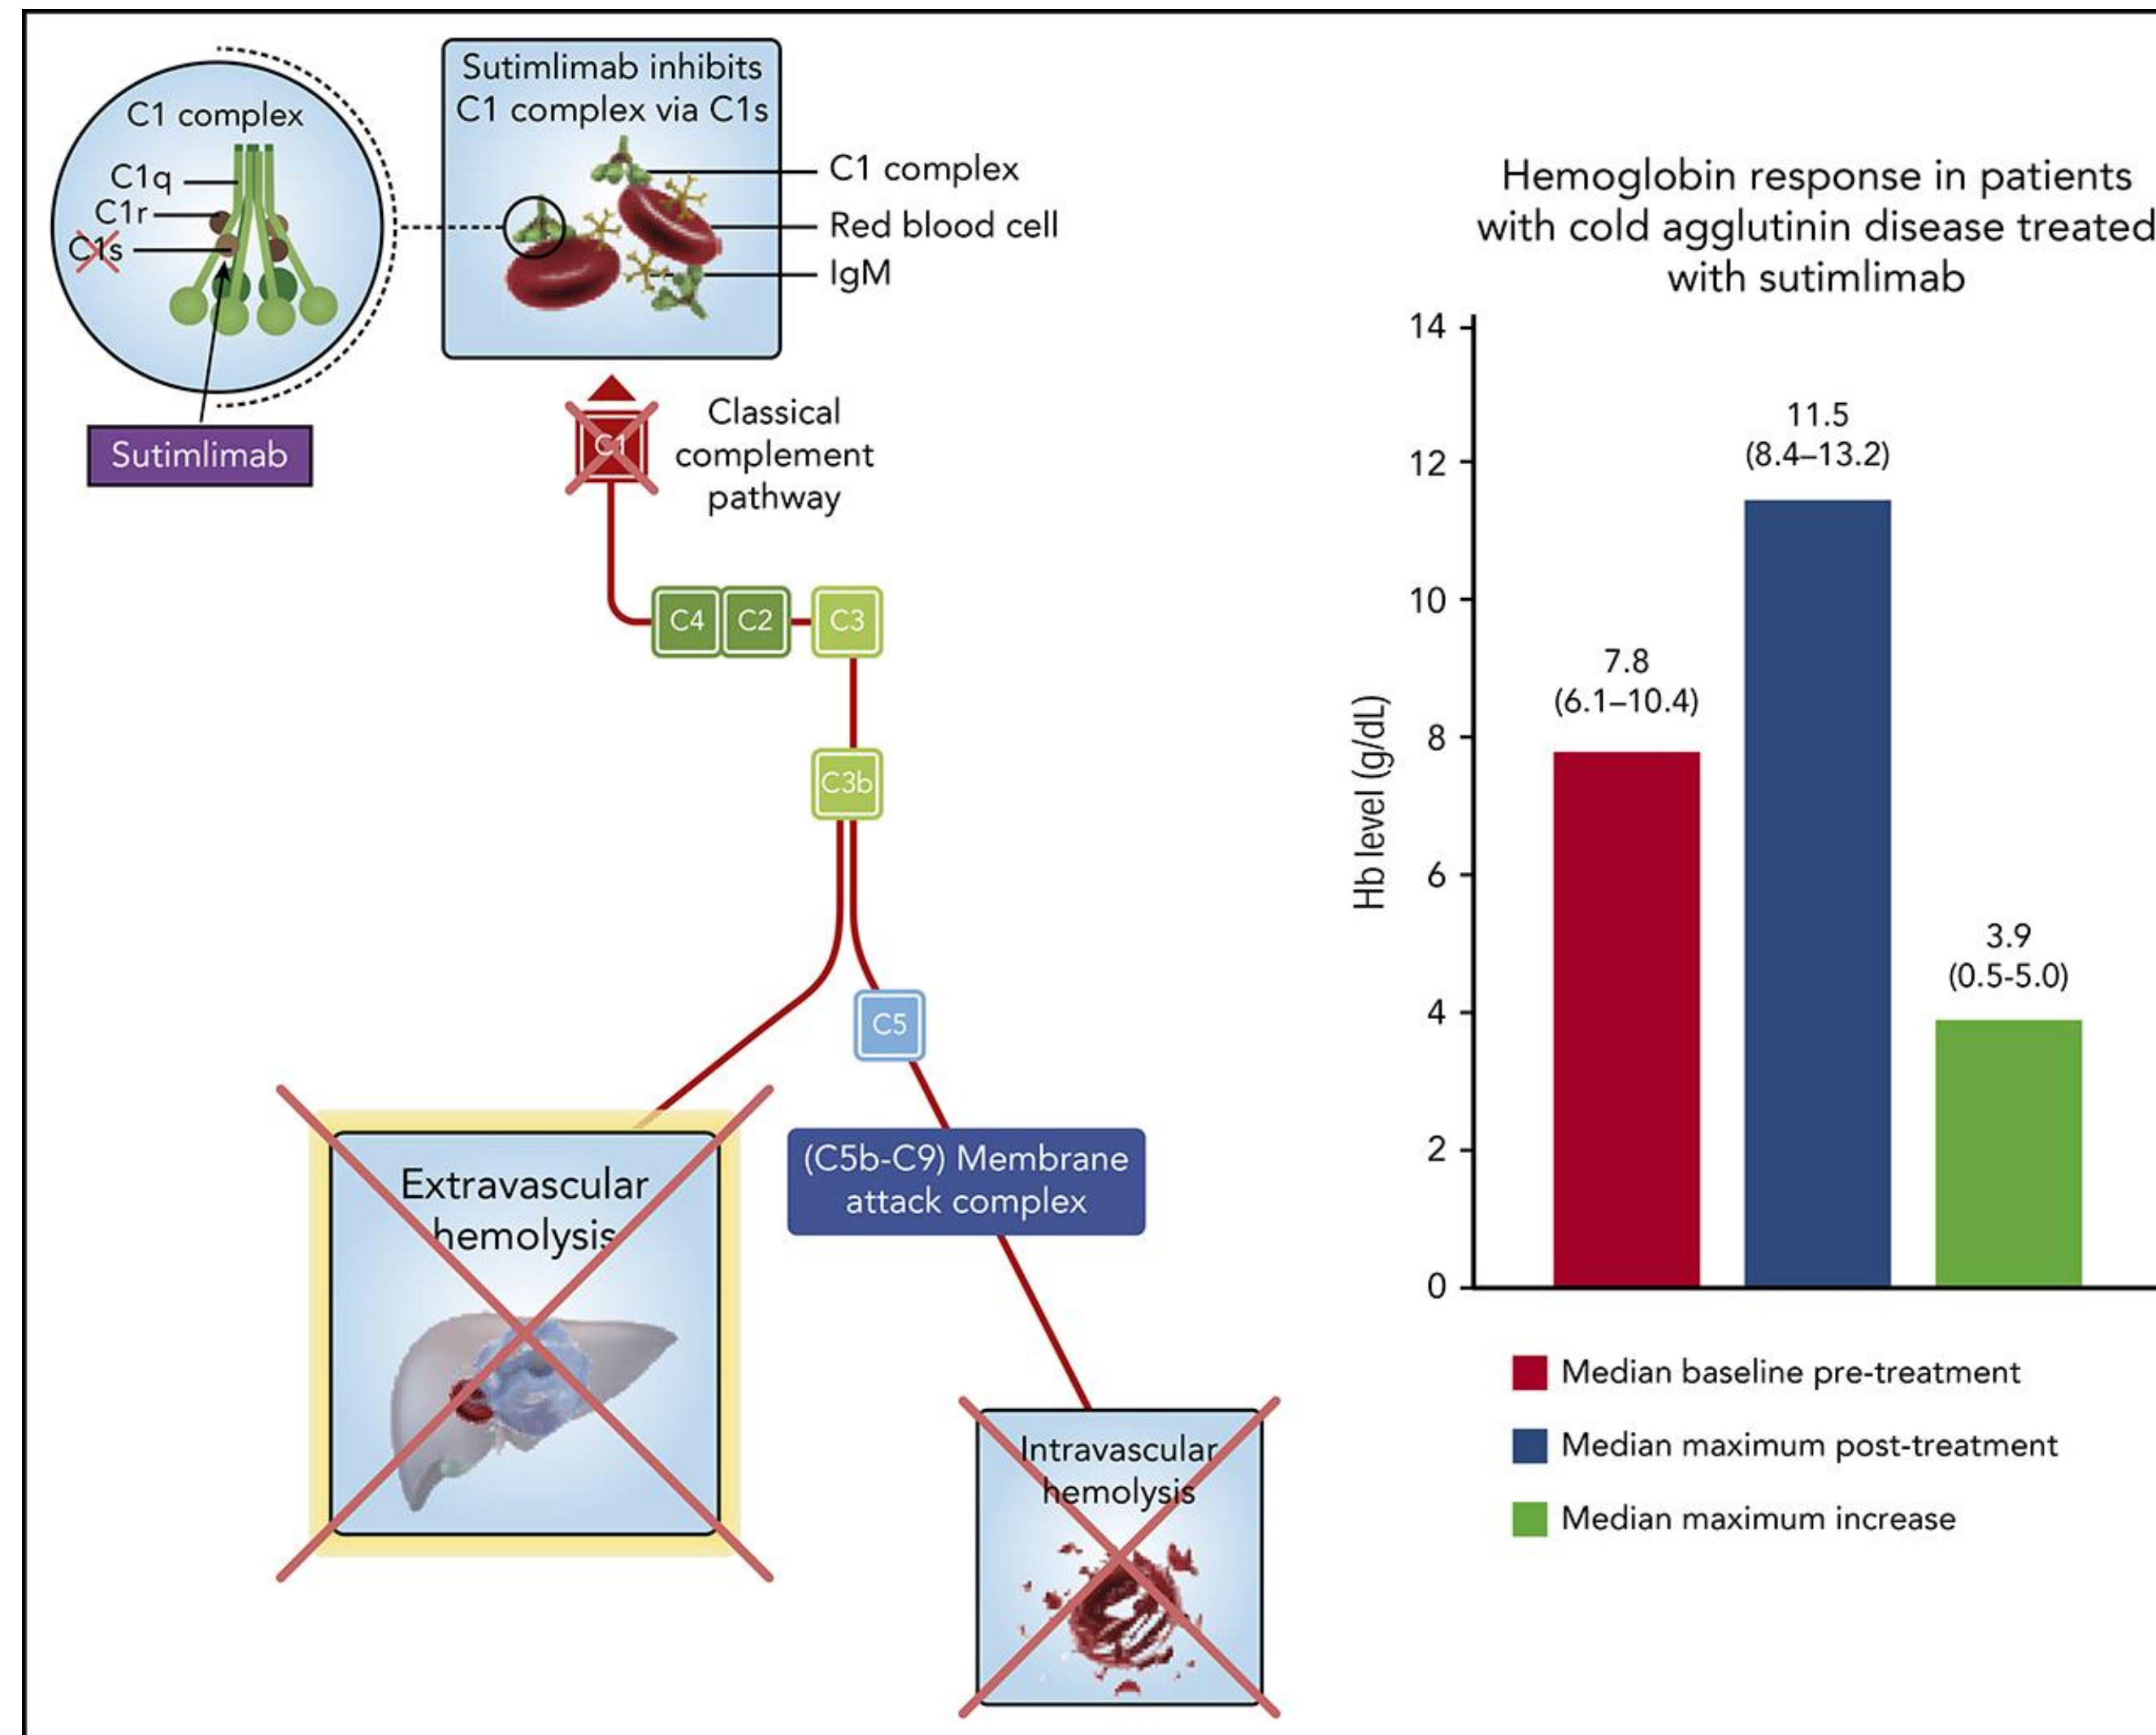 C1 complex
C1q
C1r
C1s
Sutimlimab
Sutimlimab inhibits
C1 complex via C1s
C1 complex
Red blood cell
IgM
C1
Classical
complement
pathway
C4
C2
C3
C3b
C5
(C5b-C9) Membrane
attack complex
Extravascular
hemolysis
Intravascular
hemolysis
Hemoglobin response in patients
with cold agglutinin disease treated
with sutimlimab
Hb level (g/dL)
14
12
10
8
6
4
2
0
7.8
(6.1–10.4)
11.5
(8.4–13.2)
3.9
(0.5-5.0)
Median baseline pre-treatment
Median maximum post-treatment
Median maximum increase